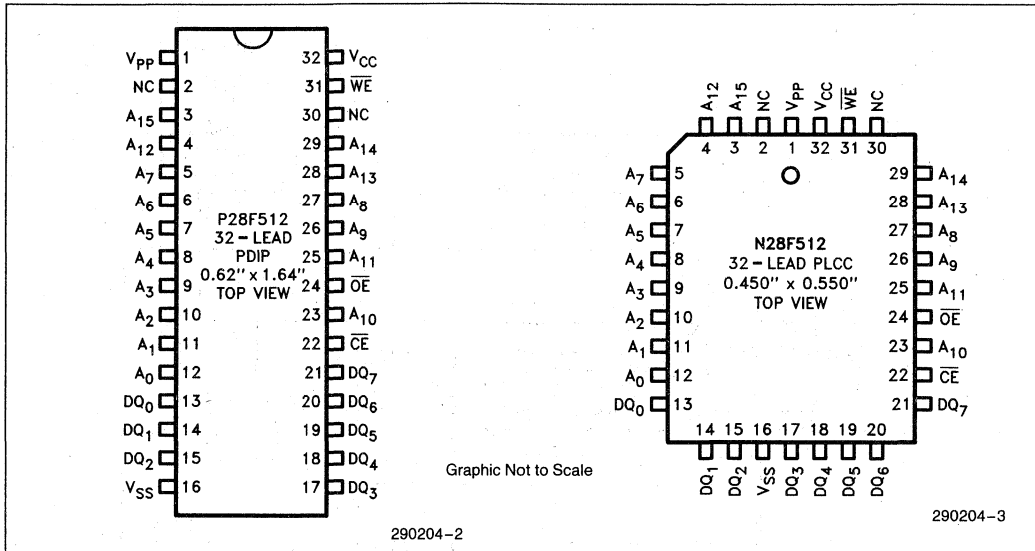 V_PP 1 32 V_CC
NC 2 31 W̅E̅
A_15 3 30 NC
A_12 4 29 A_14
A_7 5 28 A_13
A_6 6 27 A_8
A_5 7 26 A_9
A_4 8 25 A_11
A_3 9 24 O̅E̅
A_2 10 23 A_10
A_1 11 22 C̅E̅
A_0 12 21 DQ_7
DQ_0 13 20 DQ_6
DQ_1 14 19 DQ_5
DQ_2 15 18 DQ_4
V_SS 16 17 DQ_3
P28F512
32-LEAD
PDIP
0.62" x 1.64"
TOP VIEW
290204-2
Graphic Not to Scale
A_12 A_15 NC V_PP V_CC W̅E̅ NC
4 3 2 1 32 31 30
A_7 5 29 A_14
A_6 6 28 A_13
A_5 7 27 A_8
A_4 8 26 A_9
A_3 9 25 A_11
A_2 10 24 O̅E̅
A_1 11 23 A_10
A_0 12 22 C̅E̅
DQ_0 13 21 DQ_7
N28F512
32-LEAD PLCC
0.450" x 0.550"
TOP VIEW
14 15 16 17 18 19 20
DQ_1 DQ_2 V_SS DQ_3 DQ_4 DQ_5 DQ_6
290204-3